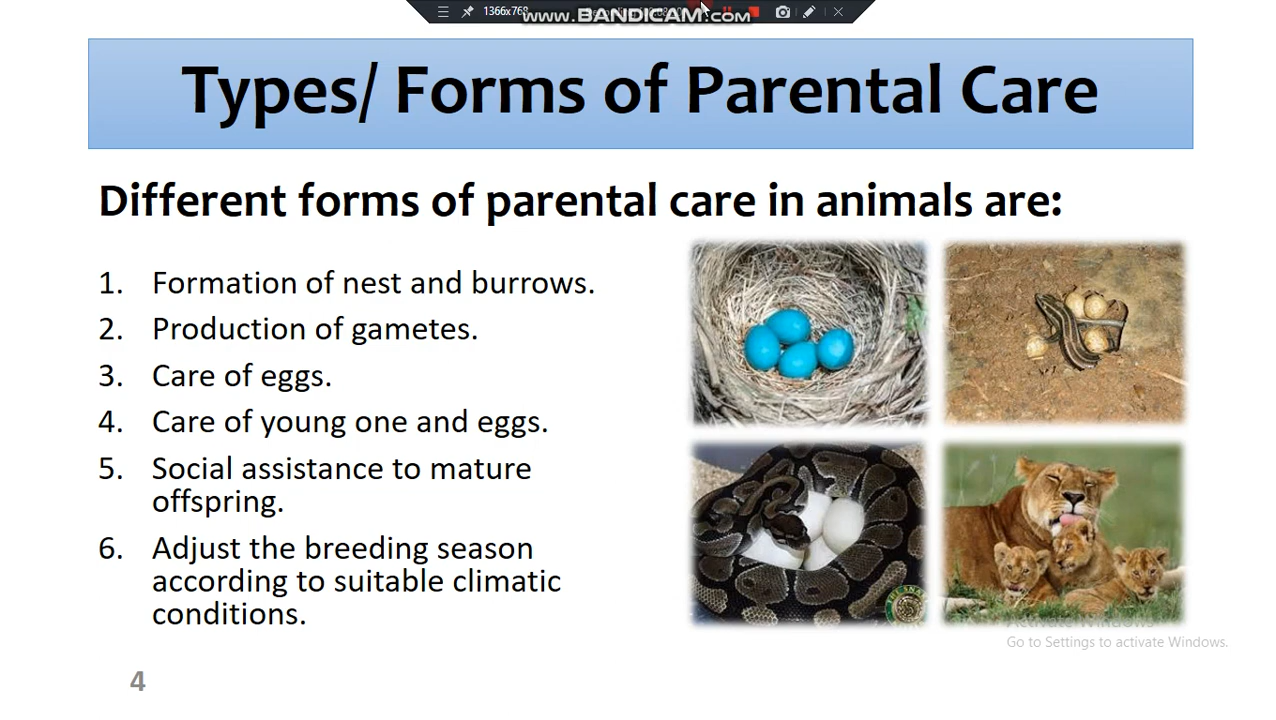 1366x768
www.BANDICAM.com
Types/ Forms of Parental Care
Different forms of parental care in animals are:
1. Formation of nest and burrows.
2. Production of gametes.
3. Care of eggs.
4. Care of young one and eggs.
5. Social assistance to mature
offspring.
6. Adjust the breeding season
according to suitable climatic
conditions.
Activate Windows
Go to Settings to activate Windows.
4